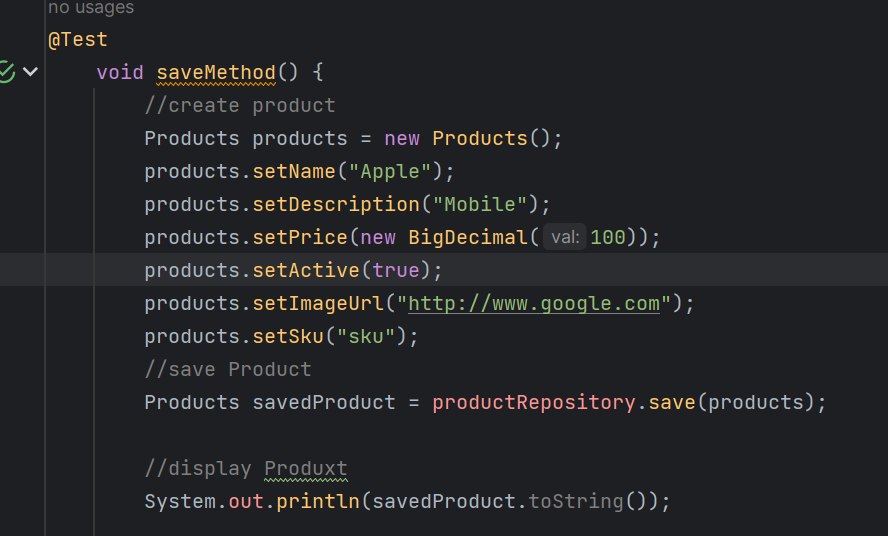 no usages
@Test
void saveMethod() {
//create product
Products products = new Products();
products.setName("Apple");
products.setDescription("Mobile");
products.setPrice(new BigDecimal( val: 100));
products.setActive(true);
products.setImageUrl("http://www.google.com");
products.setSku("sku");
//save Product
Products savedProduct = productRepository.save(products);
//display Produxt
System.out.println(savedProduct.toString());